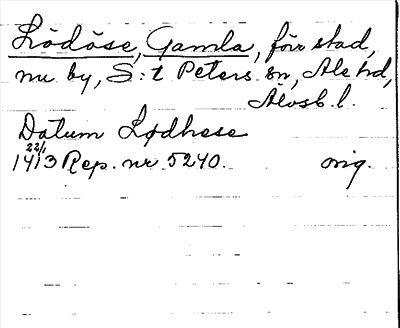 Lödöse, Gamla, förr stad,
nu by, S:t Peters sn, Ale hd,
Älvsb. l.
Datum Lødhose
22/1
1413 Rep. nr 5240. orig.